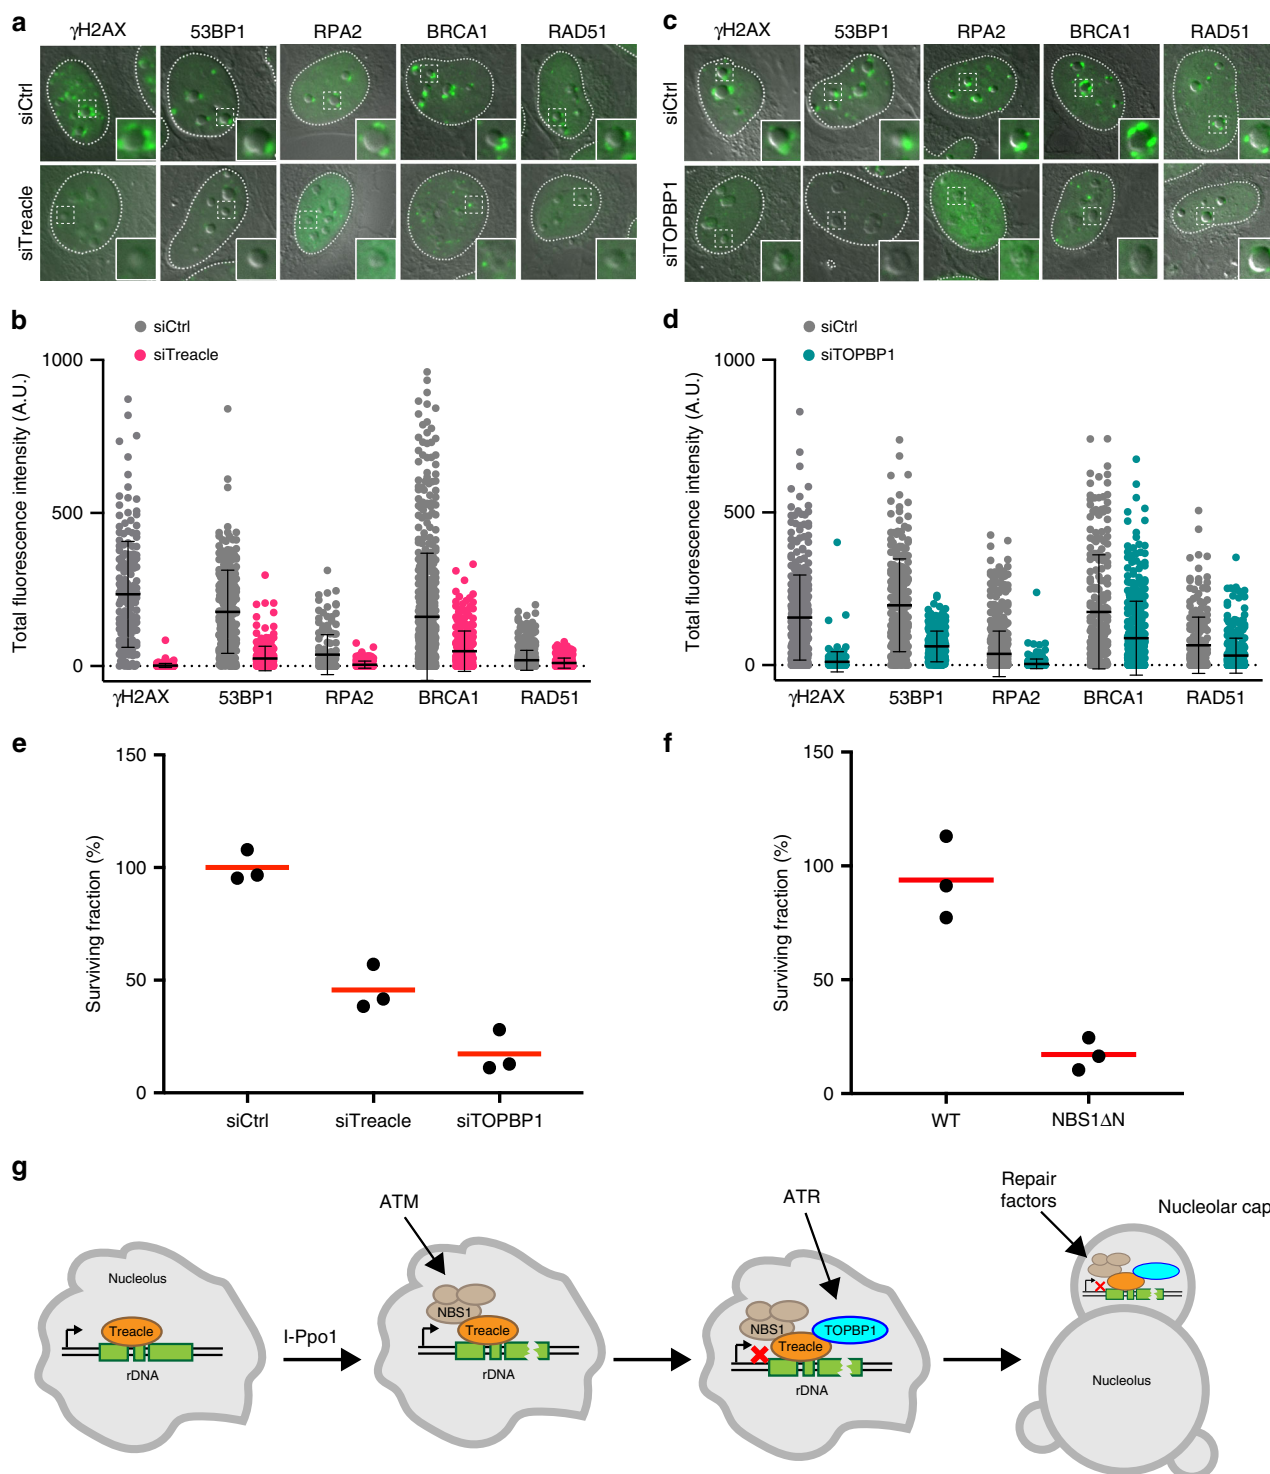 a
γH2AX 53BP1 RPA2 BRCA1 RAD51
siCtrl
siTreacle
c
γH2AX 53BP1 RPA2 BRCA1 RAD51
siCtrl
siTOPBP1
b
siCtrl
siTreacle
Total fluorescence intensity (A.U.)
1000
500
0
γH2AX 53BP1 RPA2 BRCA1 RAD51
d
siCtrl
siTOPBP1
Total fluorescence intensity (A.U.)
1000
500
0
γH2AX 53BP1 RPA2 BRCA1 RAD51
e
Surviving fraction (%)
150
100
50
0
siCtrl siTreacle siTOPBP1
f
Surviving fraction (%)
150
100
50
0
WT NBS1ΔN
g
Nucleolus
Treacle
rDNA
I-Ppo1
ATM
NBS1
Treacle
rDNA
ATR
NBS1
TOPBP1
Treacle
rDNA
Repair
factors
Nucleolar cap
Nucleolus